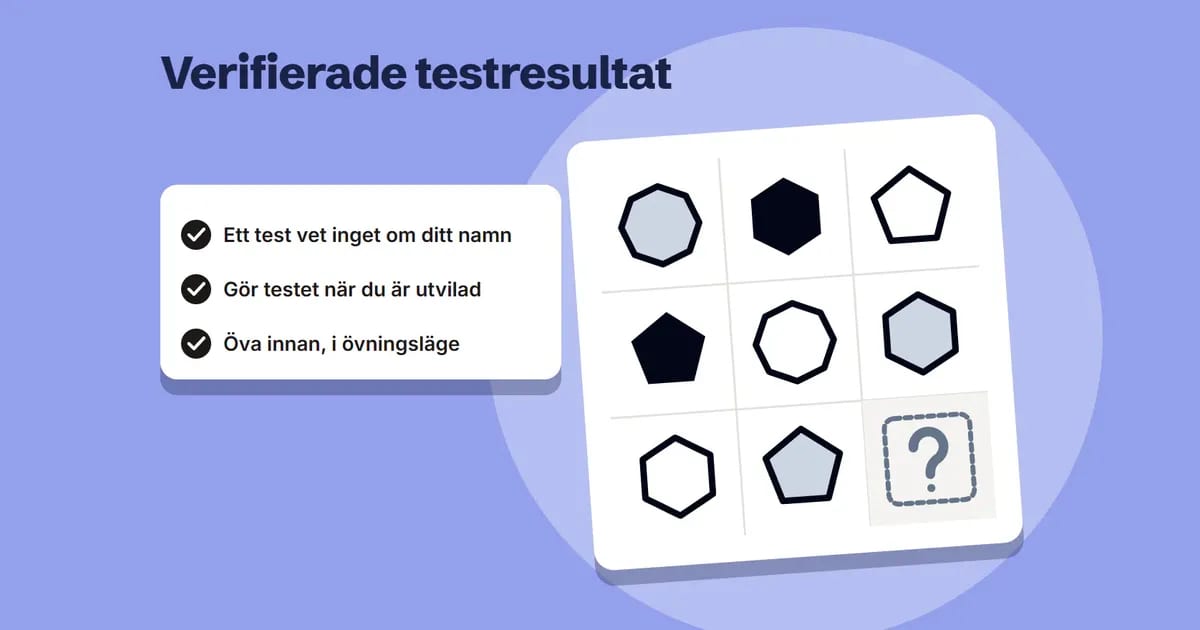 Verifierade testresultat
Ett test vet inget om ditt namn
Gör testet när du är utvilad
Öva innan, i övningsläge
?